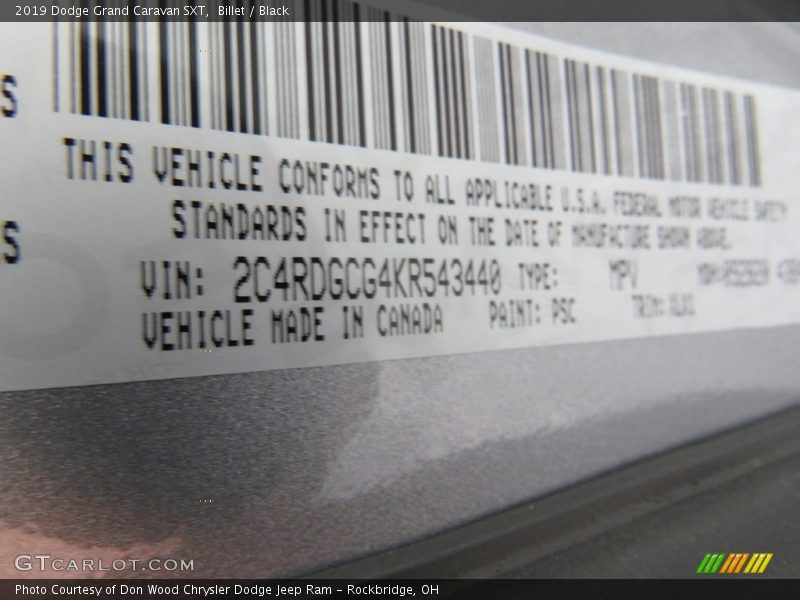 2019 Dodge Grand Caravan SXT,  Billet / Black
S
THIS VEHICLE CONFORMS TO ALL APPLICABLE U.S.A. FEDERAL MOTOR VEHICLE SAFETY
S
STANDARDS IN EFFECT ON THE DATE OF MANUFACTURE SHOWN ABOVE.
VIN: 2C4RDGCG4KR543440 TYPE: MPV MDH:
VEHICLE MADE IN CANADA PAINT: PSC TRIM:
GTCARLOT.COM
Photo Courtesy of Don Wood Chrysler Dodge Jeep Ram – Rockbridge, OH